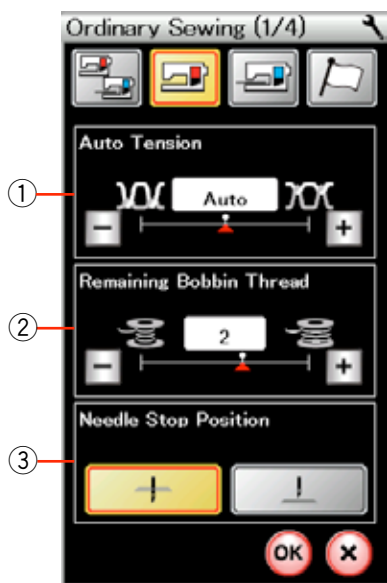 Ordinary Sewing (1/4)
① Auto Tension
Auto
− +
② Remaining Bobbin Thread
2
− +
③ Needle Stop Position
OK ×